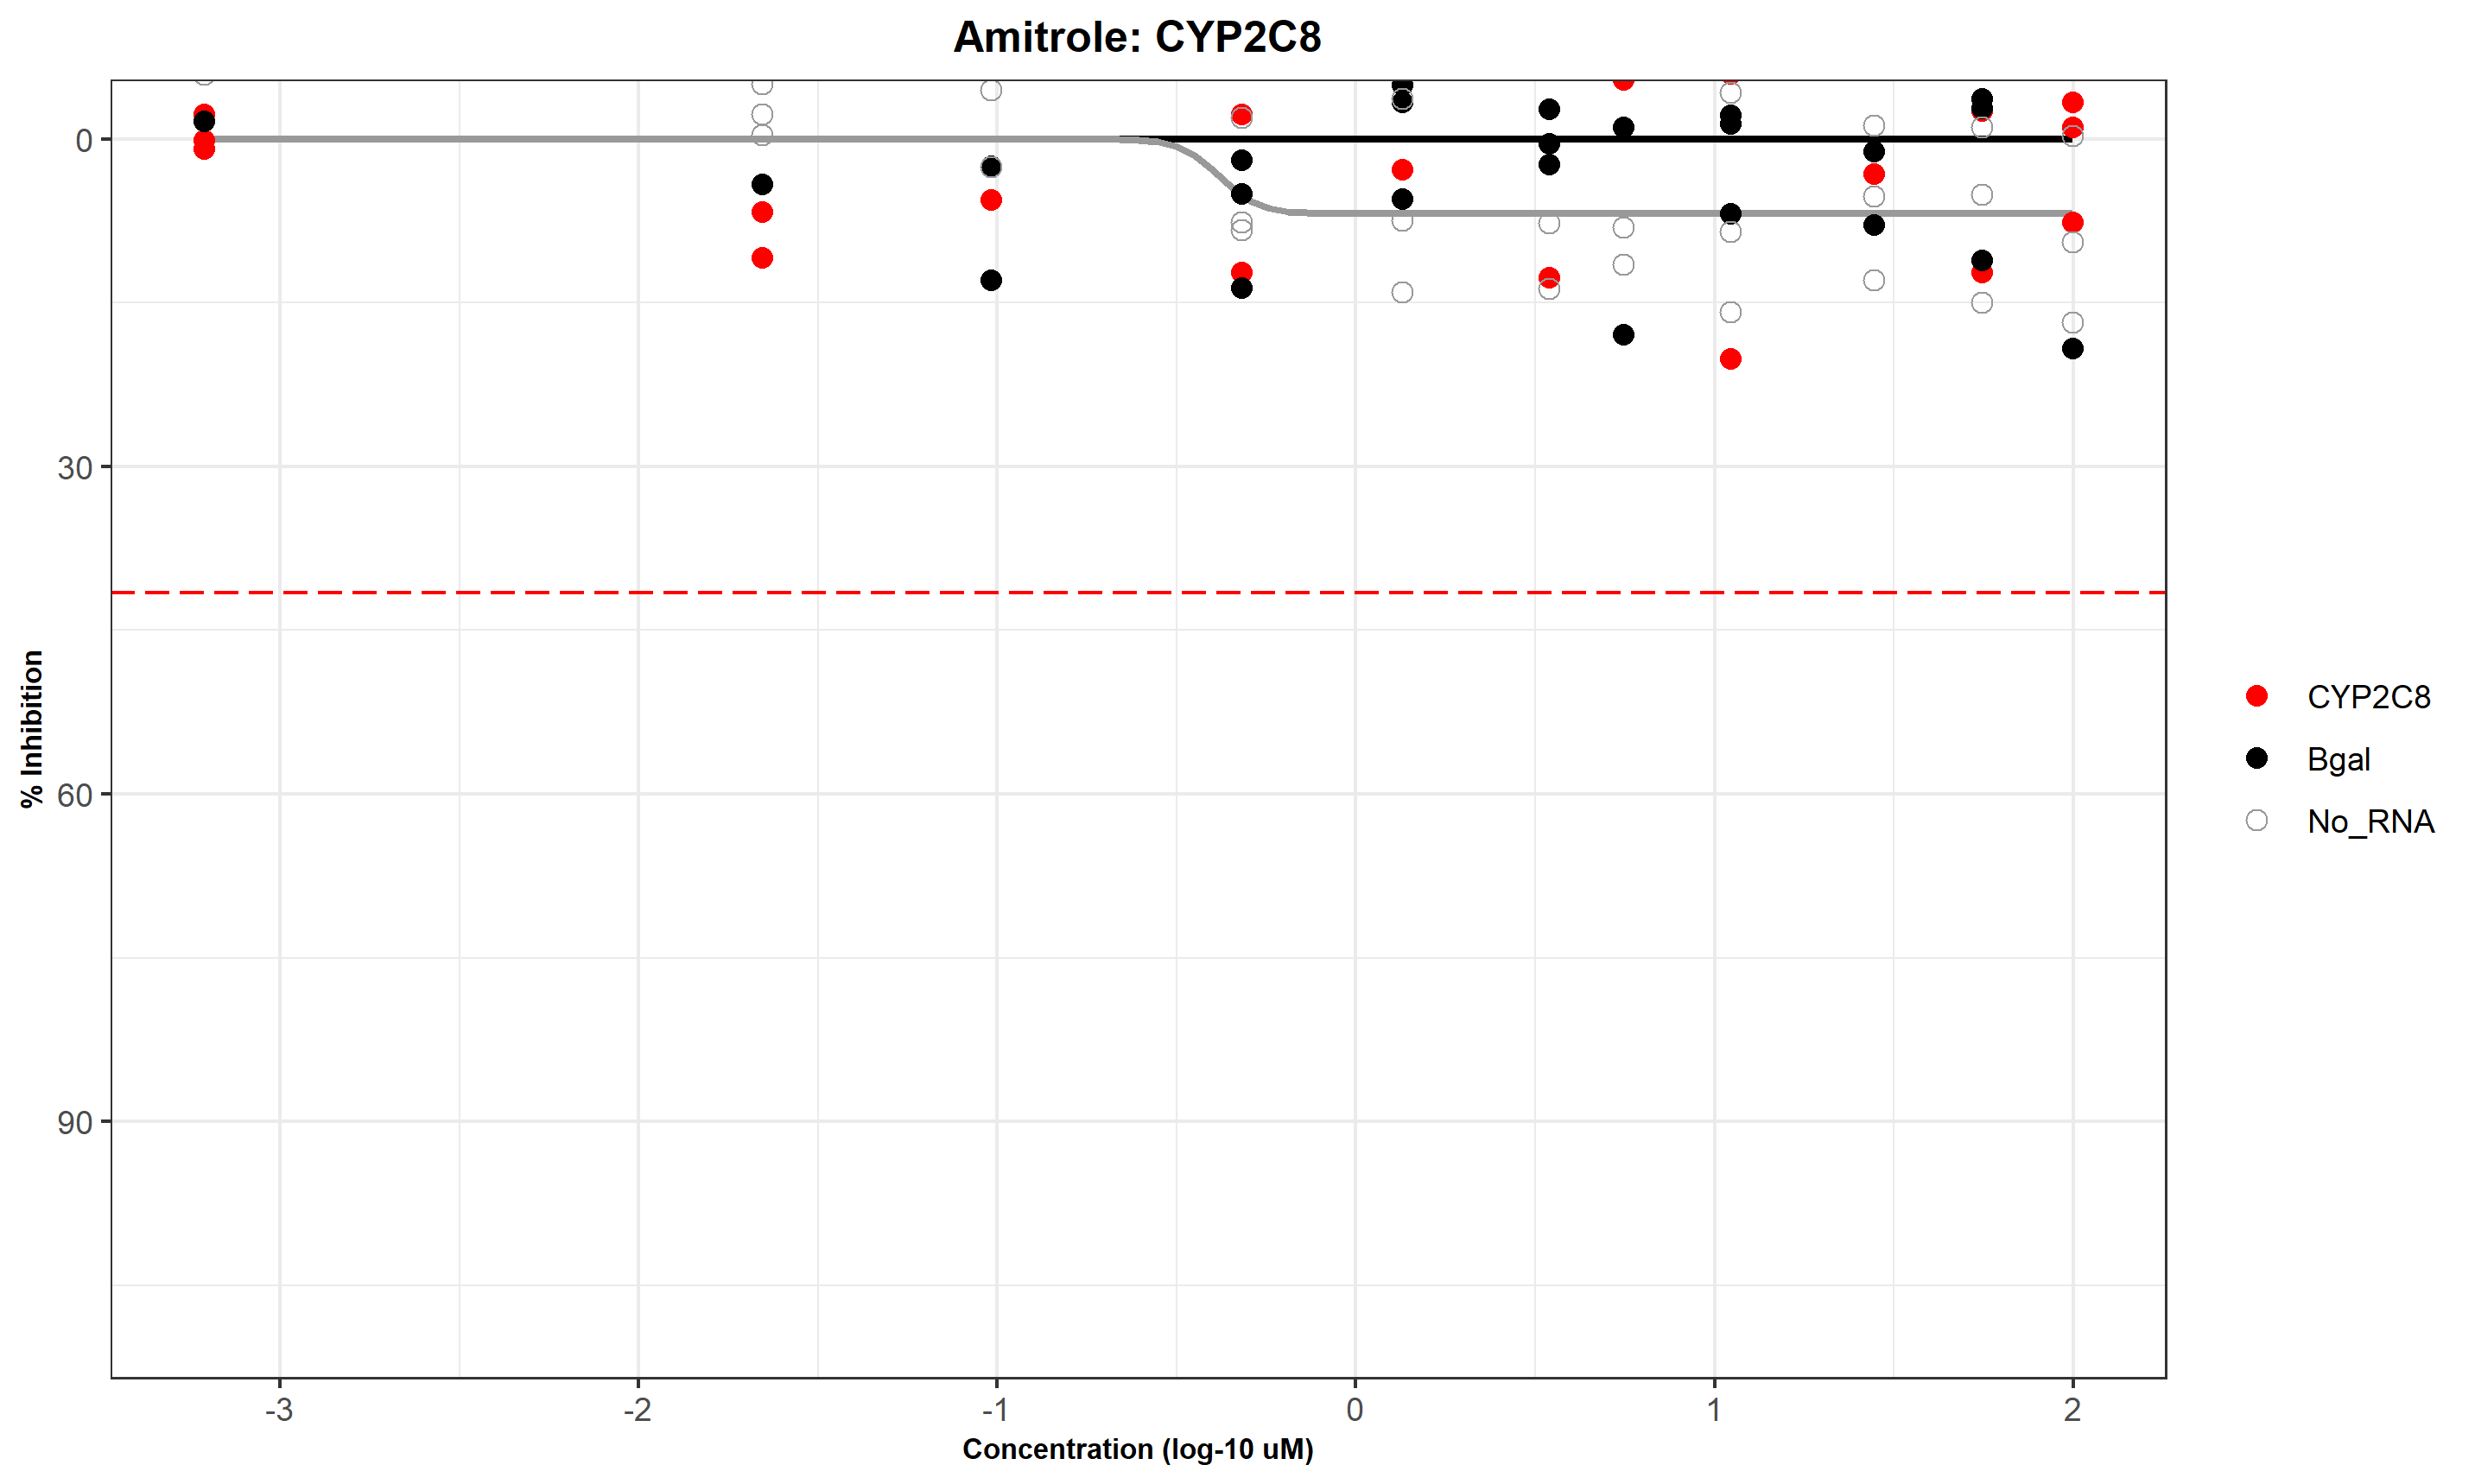 Amitrole: CYP2C8
0
30
60
90
% Inhibition
-3
-2
-1
0
1
2
Concentration (log-10 uM)
CYP2C8
Bgal
No_RNA